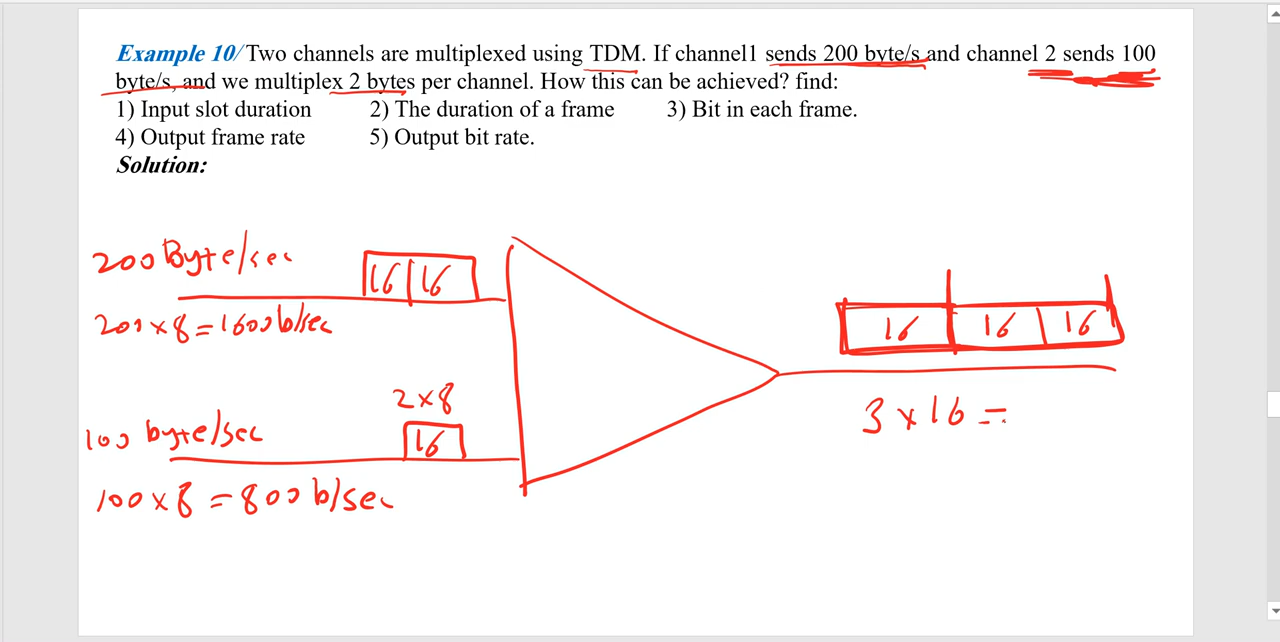 Example 10/ Two channels are multiplexed using TDM. If channel1 sends 200 byte/s and channel 2 sends 100
byte/s, and we multiplex 2 bytes per channel. How this can be achieved? find:
1) Input slot duration 2) The duration of a frame 3) Bit in each frame.
4) Output frame rate 5) Output bit rate.
Solution:
200 Byte/sec
16 16
200 x 8 = 1600 b/sec
16 16 16
2 x 8
3 x 16 =
100 byte/sec
16
100 x 8 = 800 b/sec